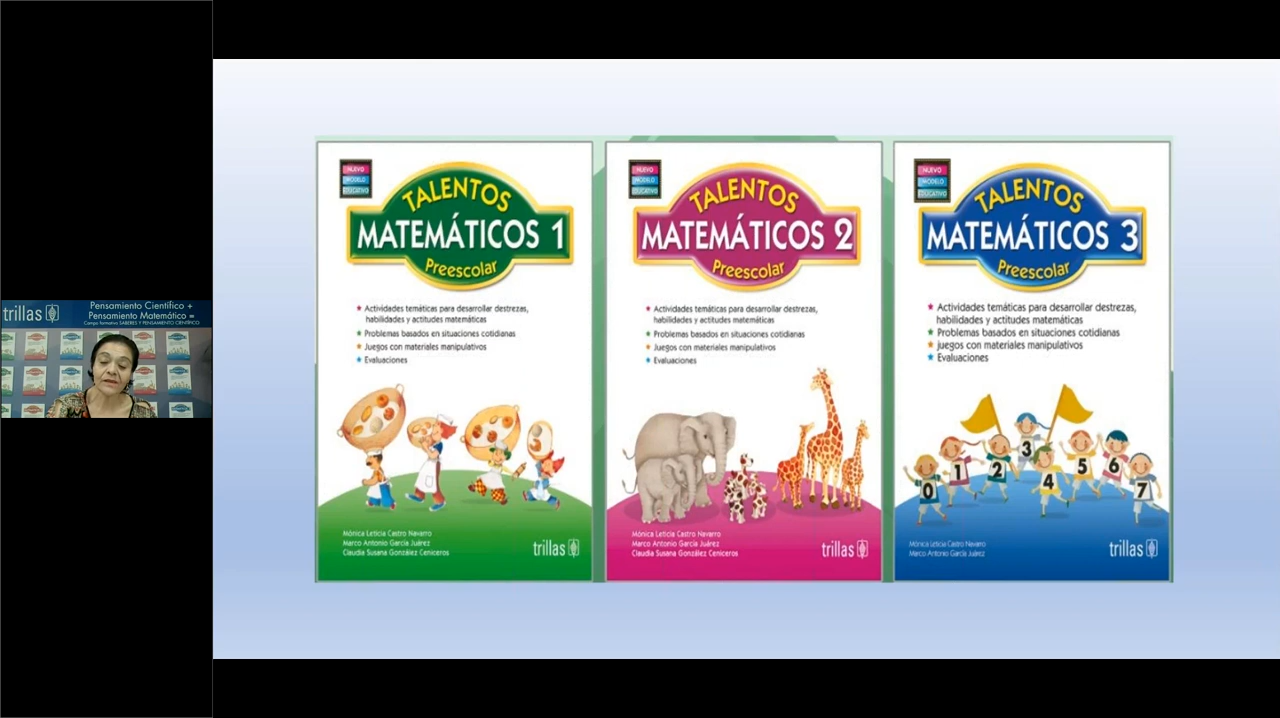 trillas
Pensamiento Científico +
Pensamiento Matemático =
Campo formativo SABERES Y PENSAMIENTO CIENTÍFICO
NUEVO
MODELO
EDUCATIVO
TALENTOS
MATEMÁTICOS 1
Preescolar
Actividades temáticas para desarrollar destrezas,
habilidades y actitudes matemáticas
Problemas basados en situaciones cotidianas
Juegos con materiales manipulativos
Evaluaciones
Mónica Leticia Castro Navarro
Marco Antonio García Juárez
Claudia Susana González Ceniceros
trillas
NUEVO
MODELO
EDUCATIVO
TALENTOS
MATEMÁTICOS 2
Preescolar
Actividades temáticas para desarrollar destrezas,
habilidades y actitudes matemáticas
Problemas basados en situaciones cotidianas
Juegos con materiales manipulativos
Evaluaciones
Mónica Leticia Castro Navarro
Marco Antonio García Juárez
Claudia Susana González Ceniceros
trillas
NUEVO
MODELO
EDUCATIVO
TALENTOS
MATEMÁTICOS 3
Preescolar
Actividades temáticas para desarrollar destrezas,
habilidades y actitudes matemáticas
Problemas basados en situaciones cotidianas
juegos con materiales manipulativos
Evaluaciones
0 1 2 3 4 5 6 7
Mónica Leticia Castro Navarro
Marco Antonio García Juárez
trillas